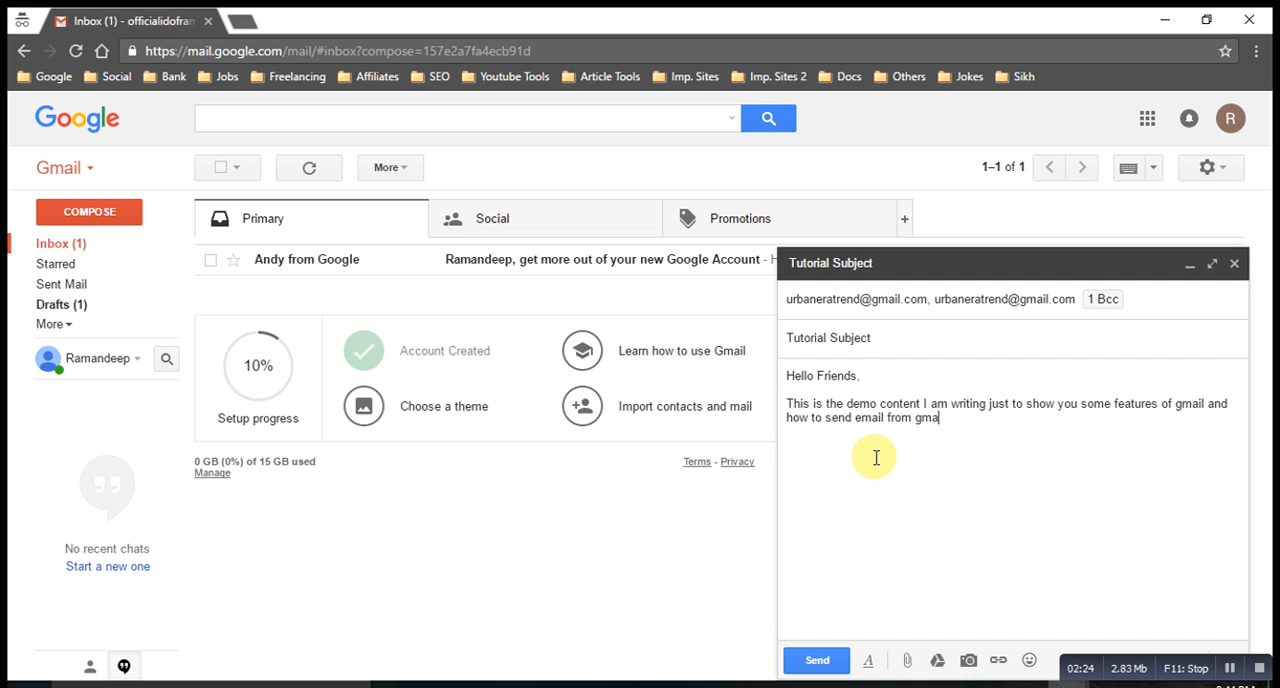 Inbox (1) - officialidofran
https://mail.google.com/mail/#inbox?compose=157e2a7fa4ecb91d
Google Social Bank Jobs Freelancing Affiliates SEO Youtube Tools Article Tools Imp. Sites Imp. Sites 2 Docs Others Jokes Sikh
Google
R
Gmail
More
1–1 of 1
COMPOSE
Inbox (1)
Starred
Sent Mail
Drafts (1)
More
Ramandeep
No recent chats
Start a new one
Primary
Social
Promotions
+
Andy from Google
Ramandeep, get more out of your new Google Account - H
10%
Setup progress
Account Created
Learn how to use Gmail
Choose a theme
Import contacts and mail
0 GB (0%) of 15 GB used
Manage
Terms - Privacy
Tutorial Subject
urbaneratrend@gmail.com, urbaneratrend@gmail.com 1 Bcc
Tutorial Subject
Hello Friends,
This is the demo content I am writing just to show you some features of gmail and
how to send email from gma
Send
A
02:24 2.83 Mb F11: Stop